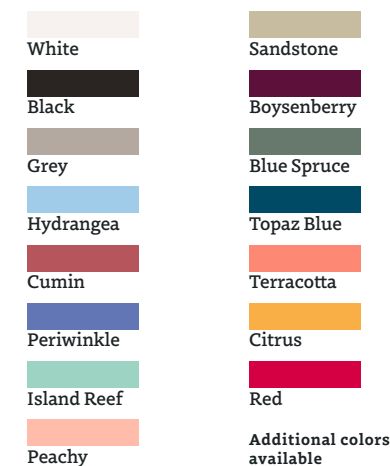 White
Black
Grey
Hydrangea
Cumin
Periwinkle
Island Reef
Peachy
Sandstone
Boysenberry
Blue Spruce
Topaz Blue
Terracotta
Citrus
Red
Additional colors
available